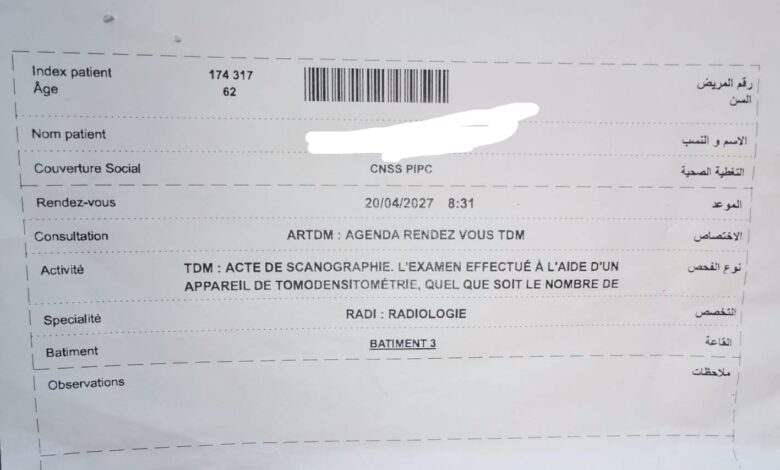 Index patient 174 317 رقم المريض
Âge 62 السن
Nom patient الاسم و النسب
Couverture Social CNSS PIPC التغطية الصحية
Rendez-vous 20/04/2027 8:31 الموعد
Consultation ARTDM : AGENDA RENDEZ VOUS TDM الاختصاص
Activité TDM : ACTE DE SCANOGRAPHIE. L'EXAMEN EFFECTUÉ À L'AIDE D'UN نوع الفحص
APPAREIL DE TOMODENSITOMÉTRIE, QUEL QUE SOIT LE NOMBRE DE
Specialité RADI : RADIOLOGIE التخصص
Batiment BATIMENT 3 القاعة
Observations ملاحظات